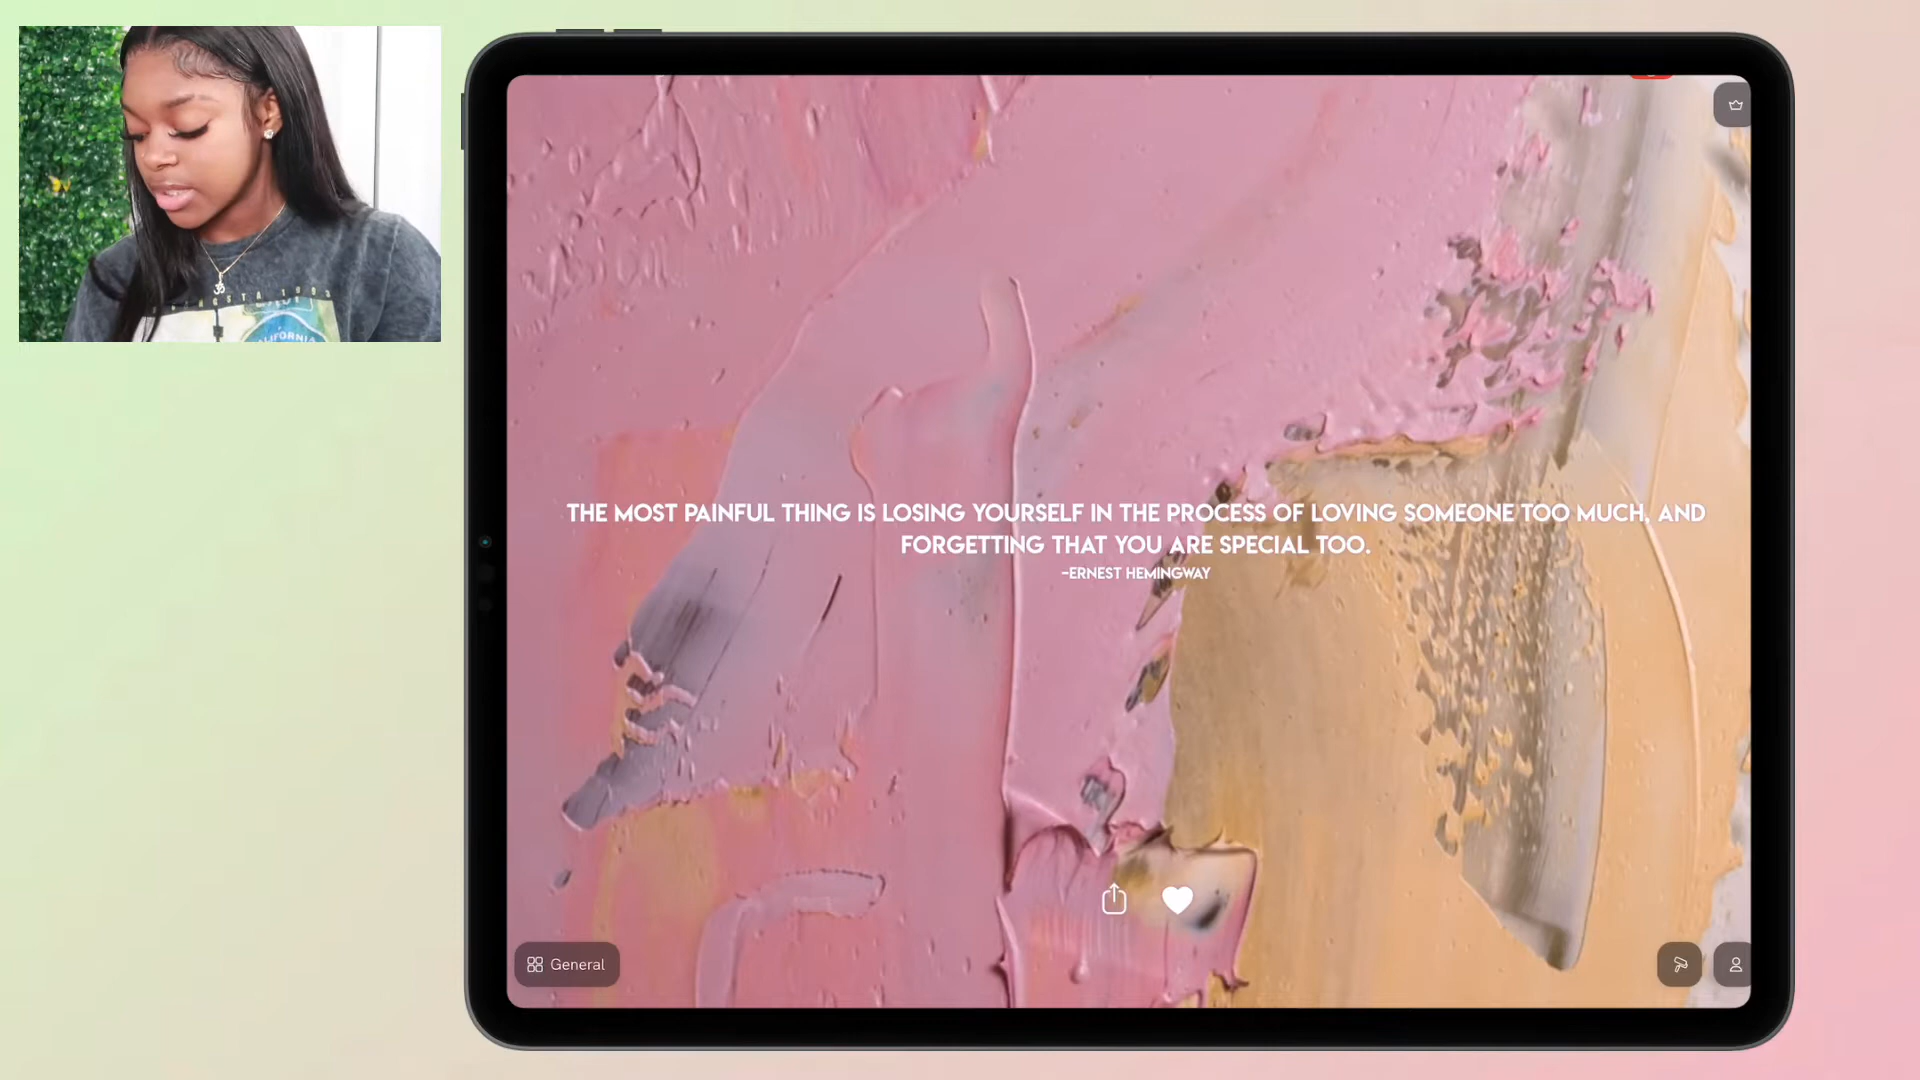 THE MOST PAINFUL THING IS LOSING YOURSELF IN THE PROCESS OF LOVING SOMEONE TOO MUCH, AND
FORGETTING THAT YOU ARE SPECIAL TOO.
-ERNEST HEMINGWAY
General
CALIFORNIA